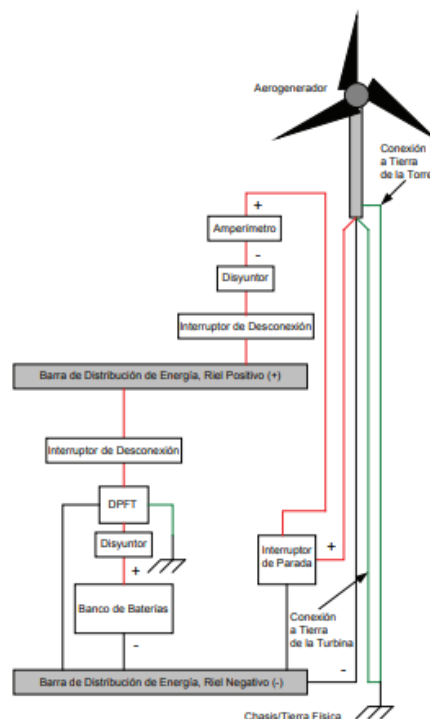 Aerogenerador
Conexión
a Tierra
de la Torre
+
Amperímetro
-
Disyuntor
Interruptor de Desconexión
Barra de Distribución de Energía, Riel Positivo (+)
Interruptor de Desconexión
DPFT
Disyuntor
+
Banco de Baterías
-
Interruptor
de Parada
+
Conexión
a Tierra
de la Turbina
-
Barra de Distribución de Energía, Riel Negativo (-)
Chasis/Tierra Física